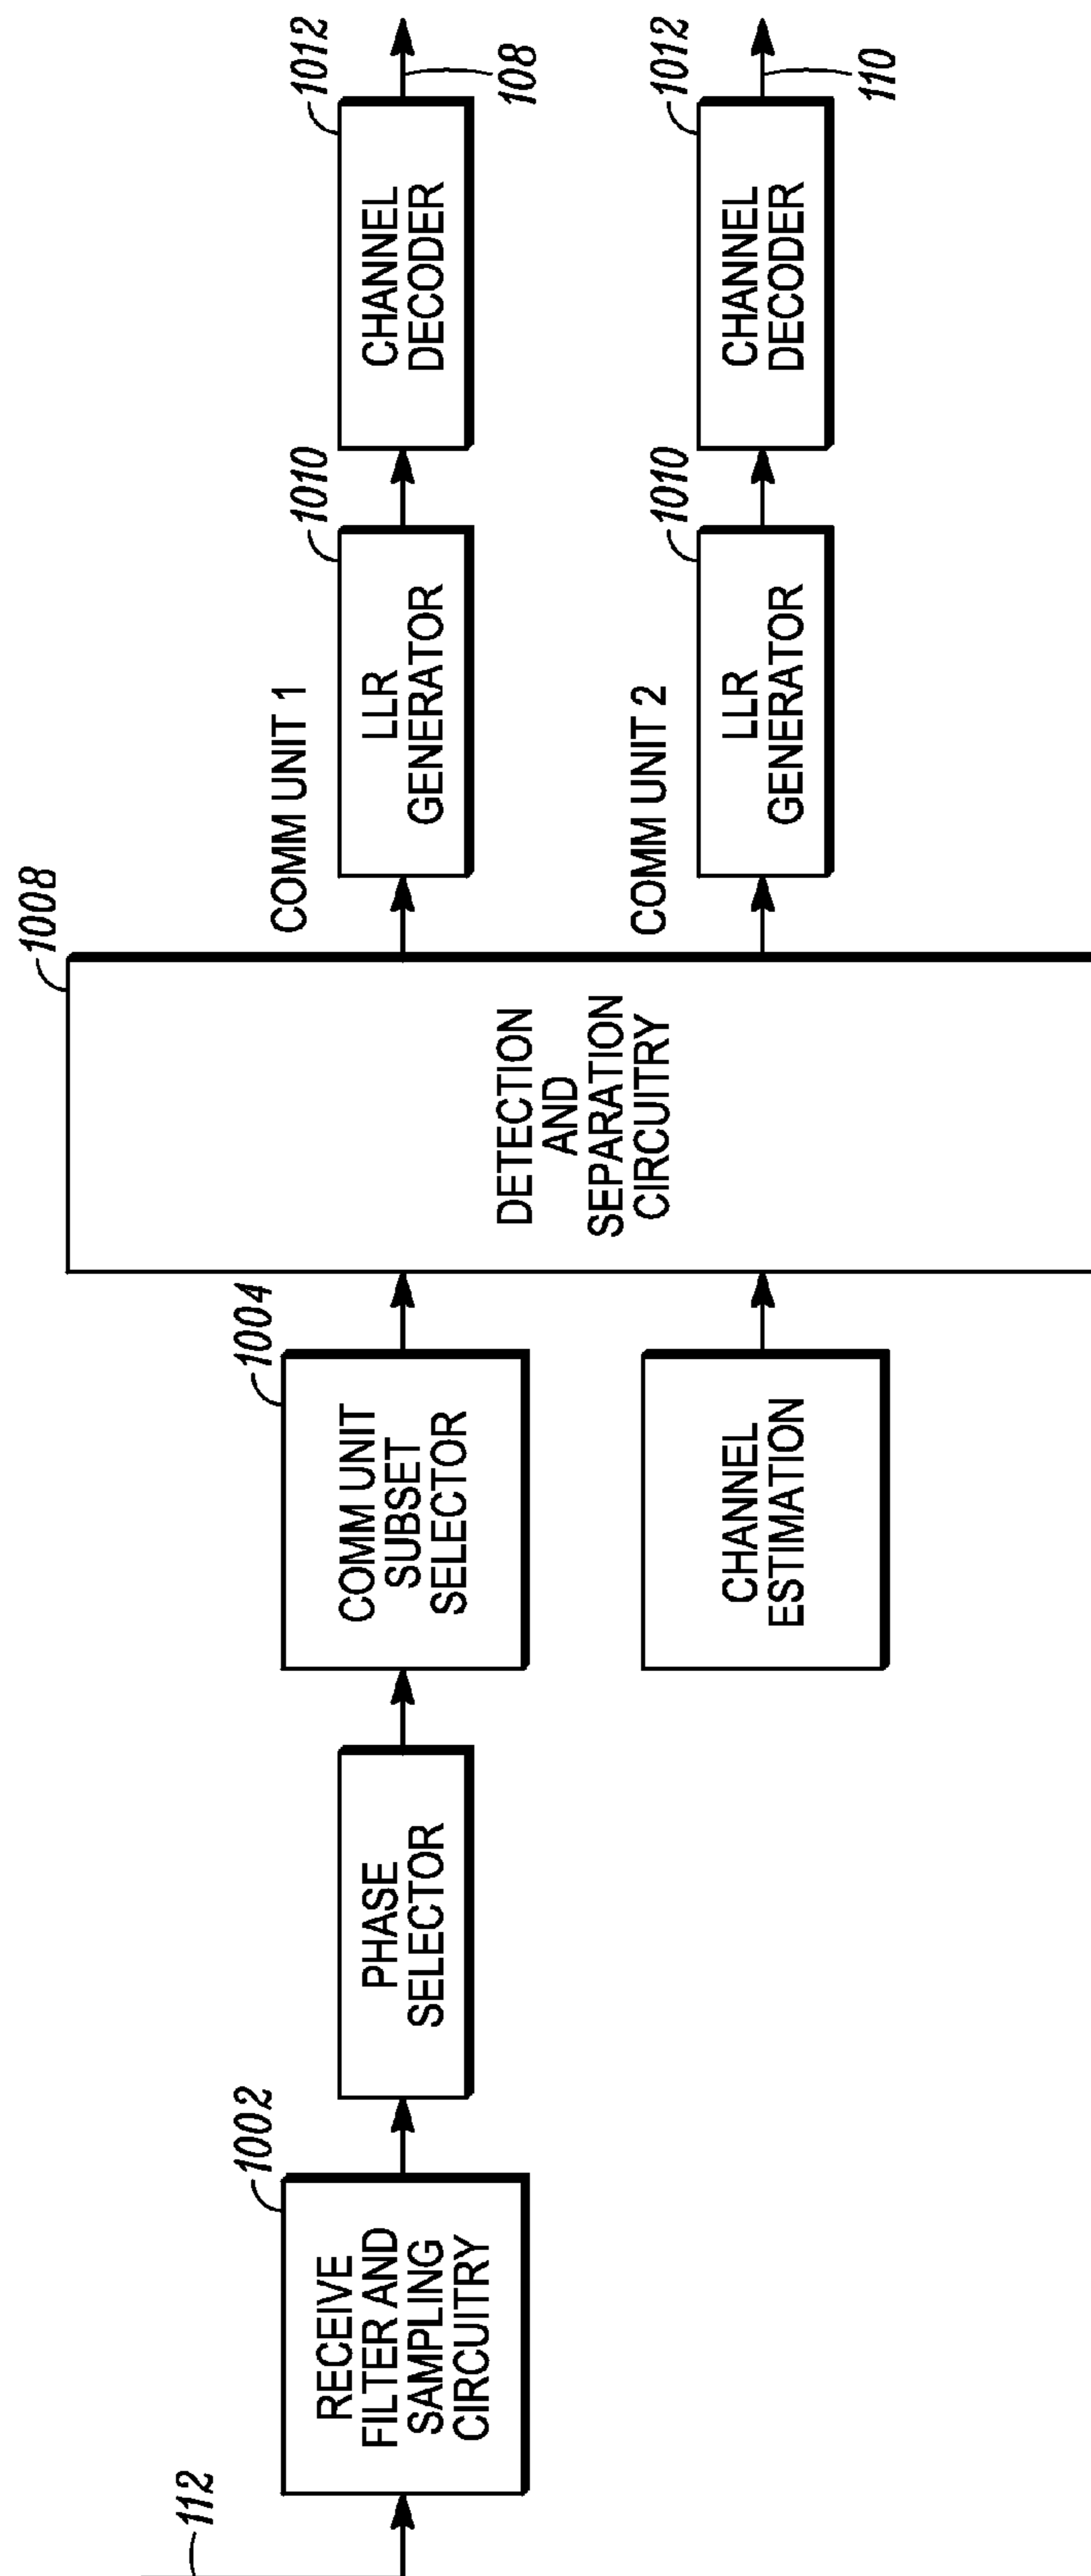 112
1002
RECEIVE
FILTER AND
SAMPLING
CIRCUITRY
PHASE
SELECTOR
1004
COMM UNIT
SUBSET
SELECTOR
CHANNEL
ESTIMATION
1008
DETECTION
AND
SEPARATION
CIRCUITRY
COMM UNIT 1
1010
LLR
GENERATOR
1012
CHANNEL
DECODER
108
COMM UNIT 2
1010
LLR
GENERATOR
1012
CHANNEL
DECODER
110